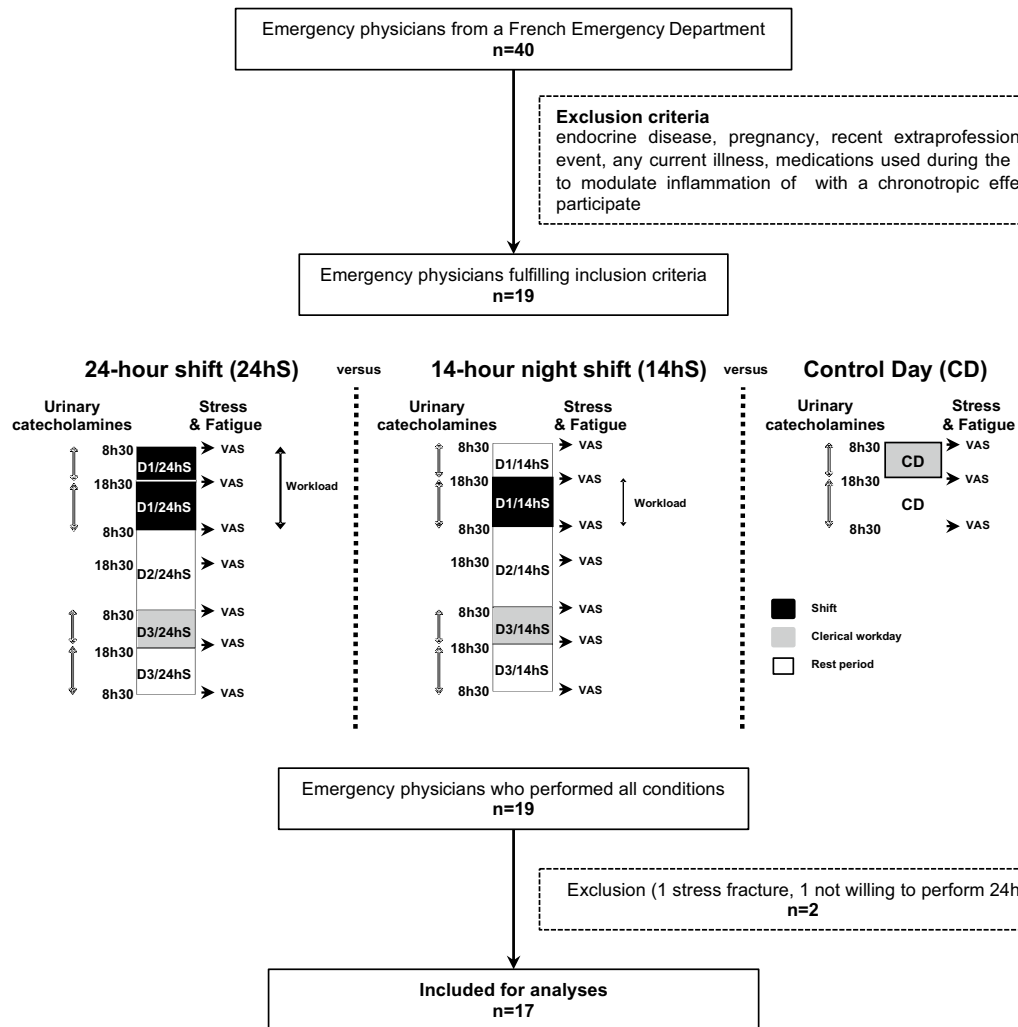 Emergency physicians from a French Emergency Department
n=40
Exclusion criteria
endocrine disease, pregnancy, recent
event, any current illness, medications used during the
to modulate inflammation of with a chronotropic
participate
Emergency physicians fulfilling inclusion criteria
n=19
24-hour shift (24hS)
versus
14-hour night shift (14hS)
versus
Control Day (CD)
Urinary
catecholamines
Stress
& Fatigue
8h30
D1/24hS
VAS
18h30
VAS
D1/24hS
Workload
8h30
VAS
18h30
D2/24hS
VAS
8h30
VAS
D3/24hS
18h30
VAS
D3/24hS
8h30
VAS
Urinary
catecholamines
Stress
& Fatigue
8h30
VAS
D1/14hS
18h30
VAS
D1/14hS
Workload
8h30
VAS
18h30
D2/14hS
VAS
8h30
VAS
D3/14hS
18h30
VAS
D3/14hS
8h30
VAS
Urinary
catecholamines
Stress
& Fatigue
8h30
VAS
CD
18h30
VAS
CD
8h30
VAS
Shift
Clerical workday
Rest period
Emergency physicians who performed all conditions
n=19
Exclusion (1 stress fracture, 1 not willing to perform 24h
n=2
Included for analyses
n=17